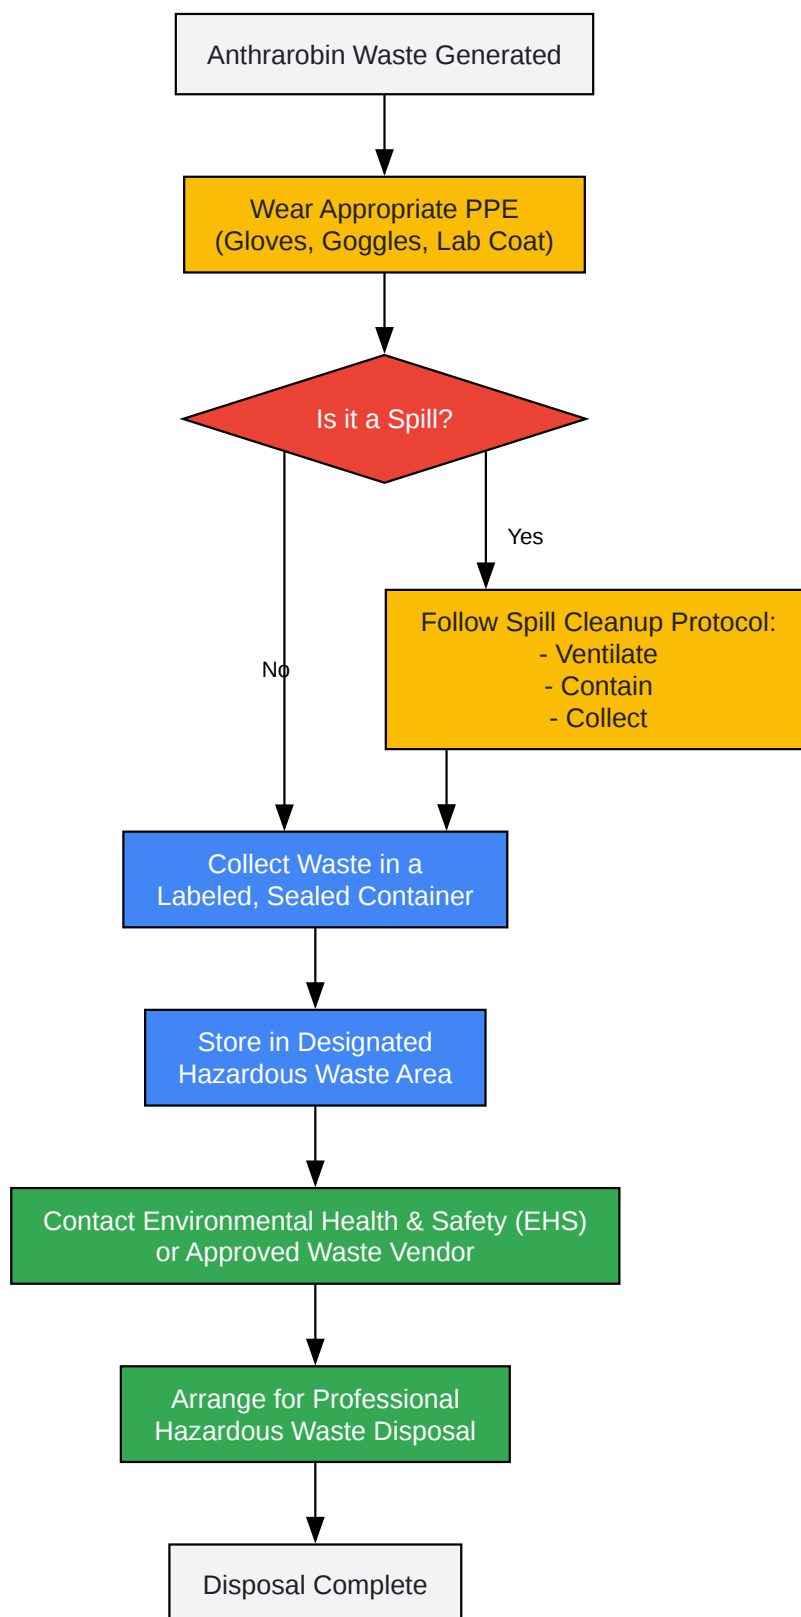 Anthrarobin Waste Generated
Wear Appropriate PPE
(Gloves, Goggles, Lab Coat)
Is it a Spill?
Yes
Follow Spill Cleanup Protocol:
- Ventilate
- Contain
- Collect
No
Collect Waste in a
Labeled, Sealed Container
Store in Designated
Hazardous Waste Area
Contact Environmental Health & Safety (EHS)
or Approved Waste Vendor
Arrange for Professional
Hazardous Waste Disposal
Disposal Complete